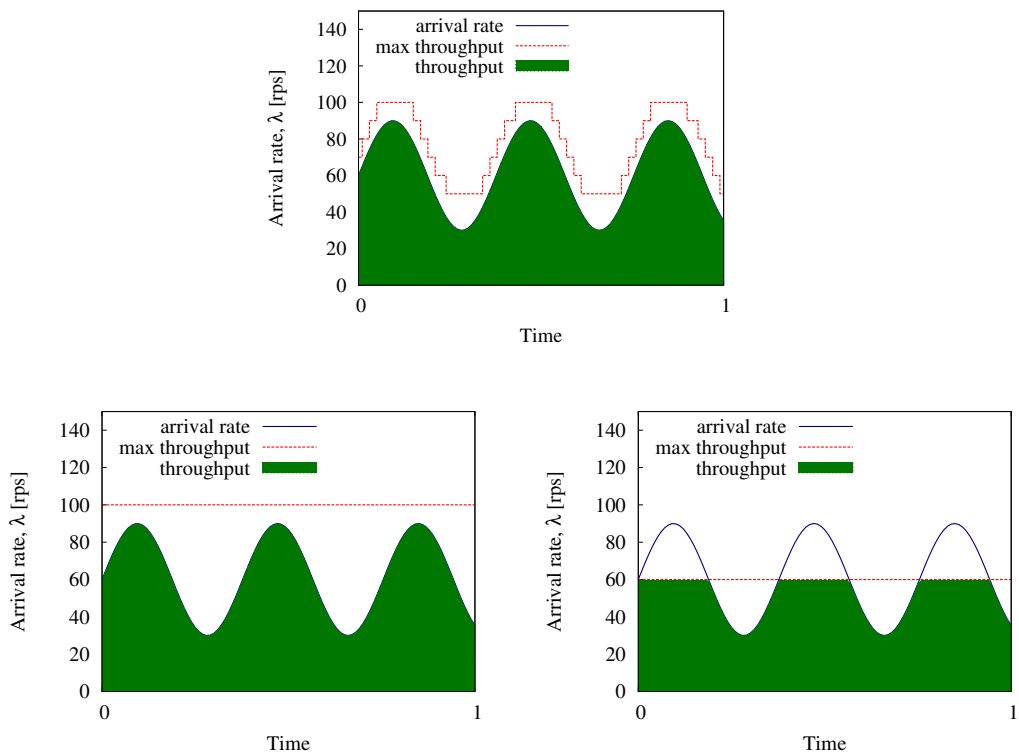 140
120
100
80
60
40
20
0
Arrival rate, λ [rps]
arrival rate
max throughput
throughput
0
1
Time
140
120
100
80
60
40
20
0
Arrival rate, λ [rps]
arrival rate
max throughput
throughput
0
1
Time
140
120
100
80
60
40
20
0
Arrival rate, λ [rps]
arrival rate
max throughput
throughput
0
1
Time